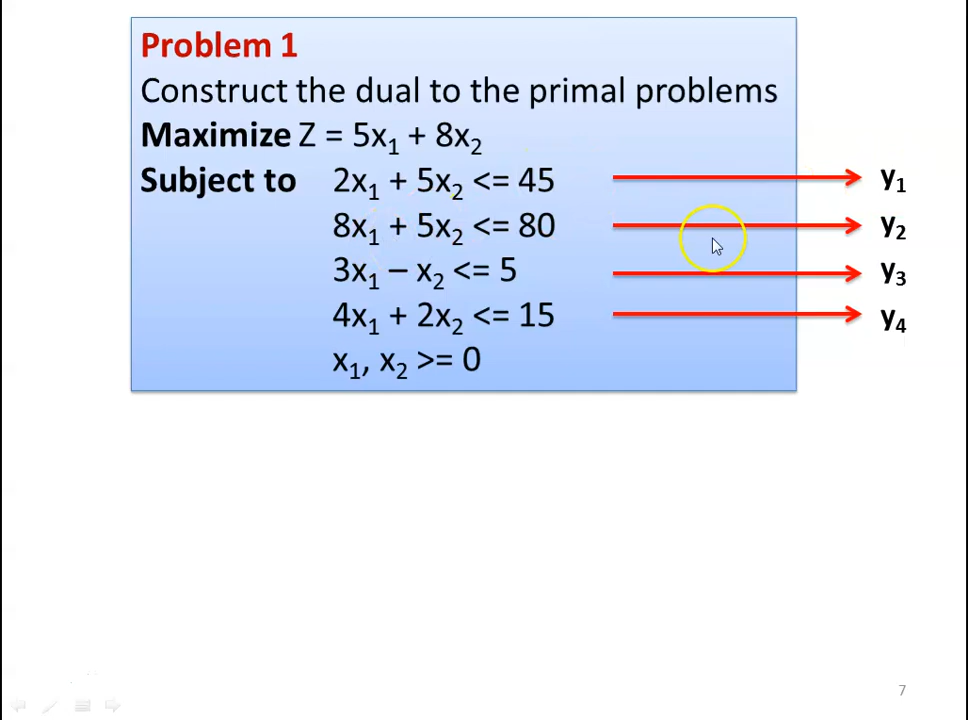 Problem 1
Construct the dual to the primal problems
Maximize Z = 5x₁ + 8x₂
Subject to 2x₁ + 5x₂ <= 45 y₁
8x₁ + 5x₂ <= 80 y₂
3x₁ – x₂ <= 5 y₃
4x₁ + 2x₂ <= 15 y₄
x₁, x₂ >= 0
7